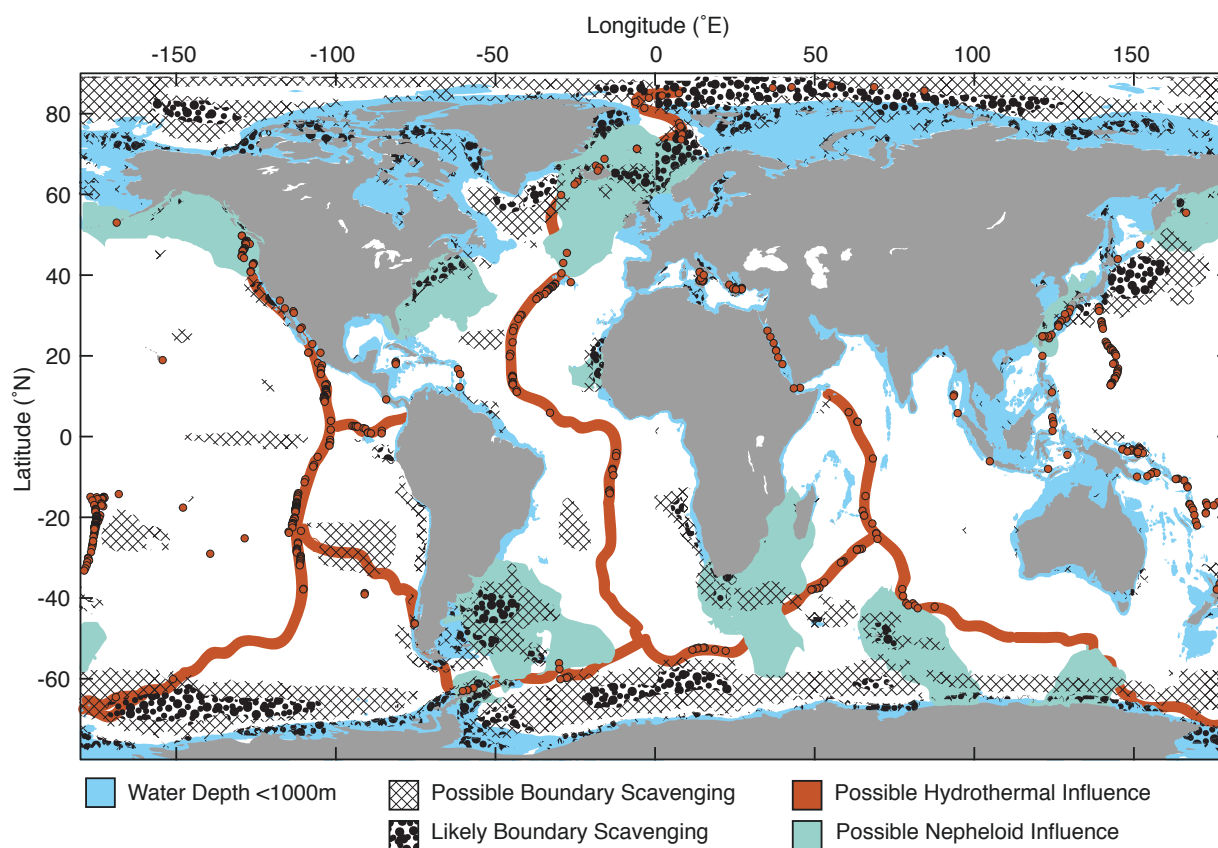 Longitude (˚E)
-150 -100 -50 0 50 100 150
Latitude (˚N)
80
60
40
20
0
-20
-40
-60
Water Depth <1000m
Possible Boundary Scavenging
Possible Hydrothermal Influence
Likely Boundary Scavenging
Possible Nepheloid Influence